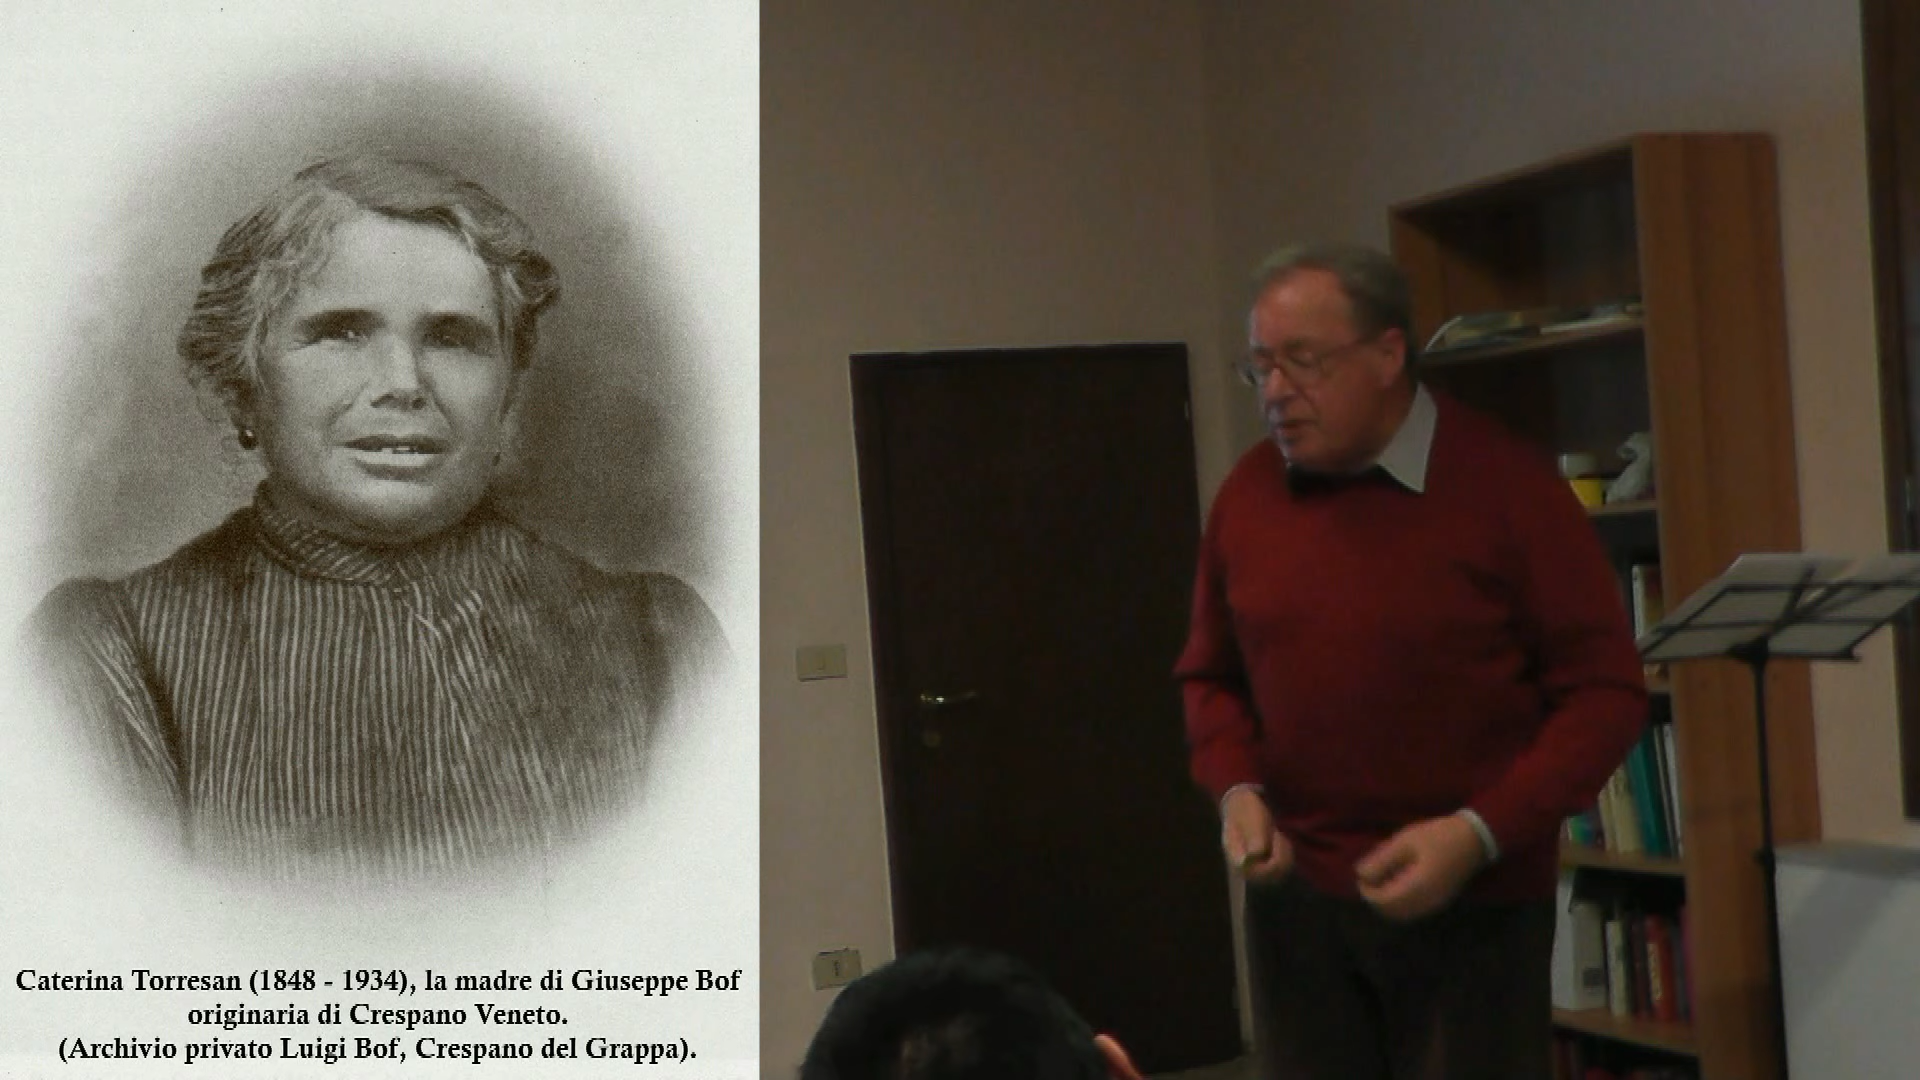 Caterina Torresan (1848 - 1934), la madre di Giuseppe Bof
originaria di Crespano Veneto.
(Archivio privato Luigi Bof, Crespano del Grappa).